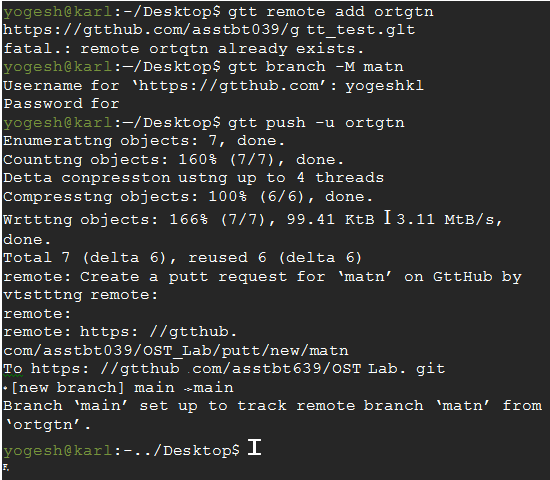 yogesh@karl:-/Desktop$ gtt remote add ortgtn
https://gtthub.com/asstbt039/g tt_test.glt
fatal.: remote ortqtn already exists.
yogesh@karl:—/Desktop$ gtt branch -M matn
Username for ‘https://gtthub.com’: yogeshkl
Password for
yogesh@karl:—/Desktop$ gtt push -u ortgtn
Enumerattng objects: 7, done.
Counttng objects: 160% (7/7), done.
Detta conpresston ustng up to 4 threads
Compresstng objects: 100% (6/6), done.
Wrtttng objects: 166% (7/7), 99.41 KtB I 3.11 MtB/s,
done.
Total 7 (delta 6), reused 6 (delta 6)
remote: Create a putt request for ‘matn’ on GttHub by
vtstttng remote:
remote:
remote: https: //gtthub.
com/asstbt039/OST_Lab/putt/new/matn
To https: //gtthub .com/asstbt639/OST Lab. git
•[new branch] main ->main
Branch ‘main’ set up to track remote branch ‘matn’ from
‘ortgtn’.
yogesh@karl:-../Desktop$ I